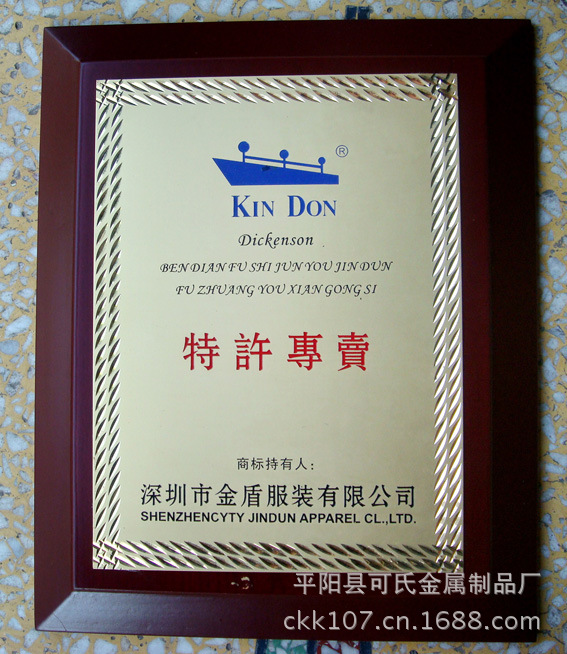 ®
KIN DON
Dickenson
BENDIAN FU SHI JUN YOU JIN DUN
FU ZHUANG YOU XIAN GONG SI
特許專賣
商标持有人：
深圳市金盾服装有限公司
SHENZHENCYTY JINDUN APPAREL CL.,LTD.
平阳县可氏金属制品厂
ckk107.cn.1688.com